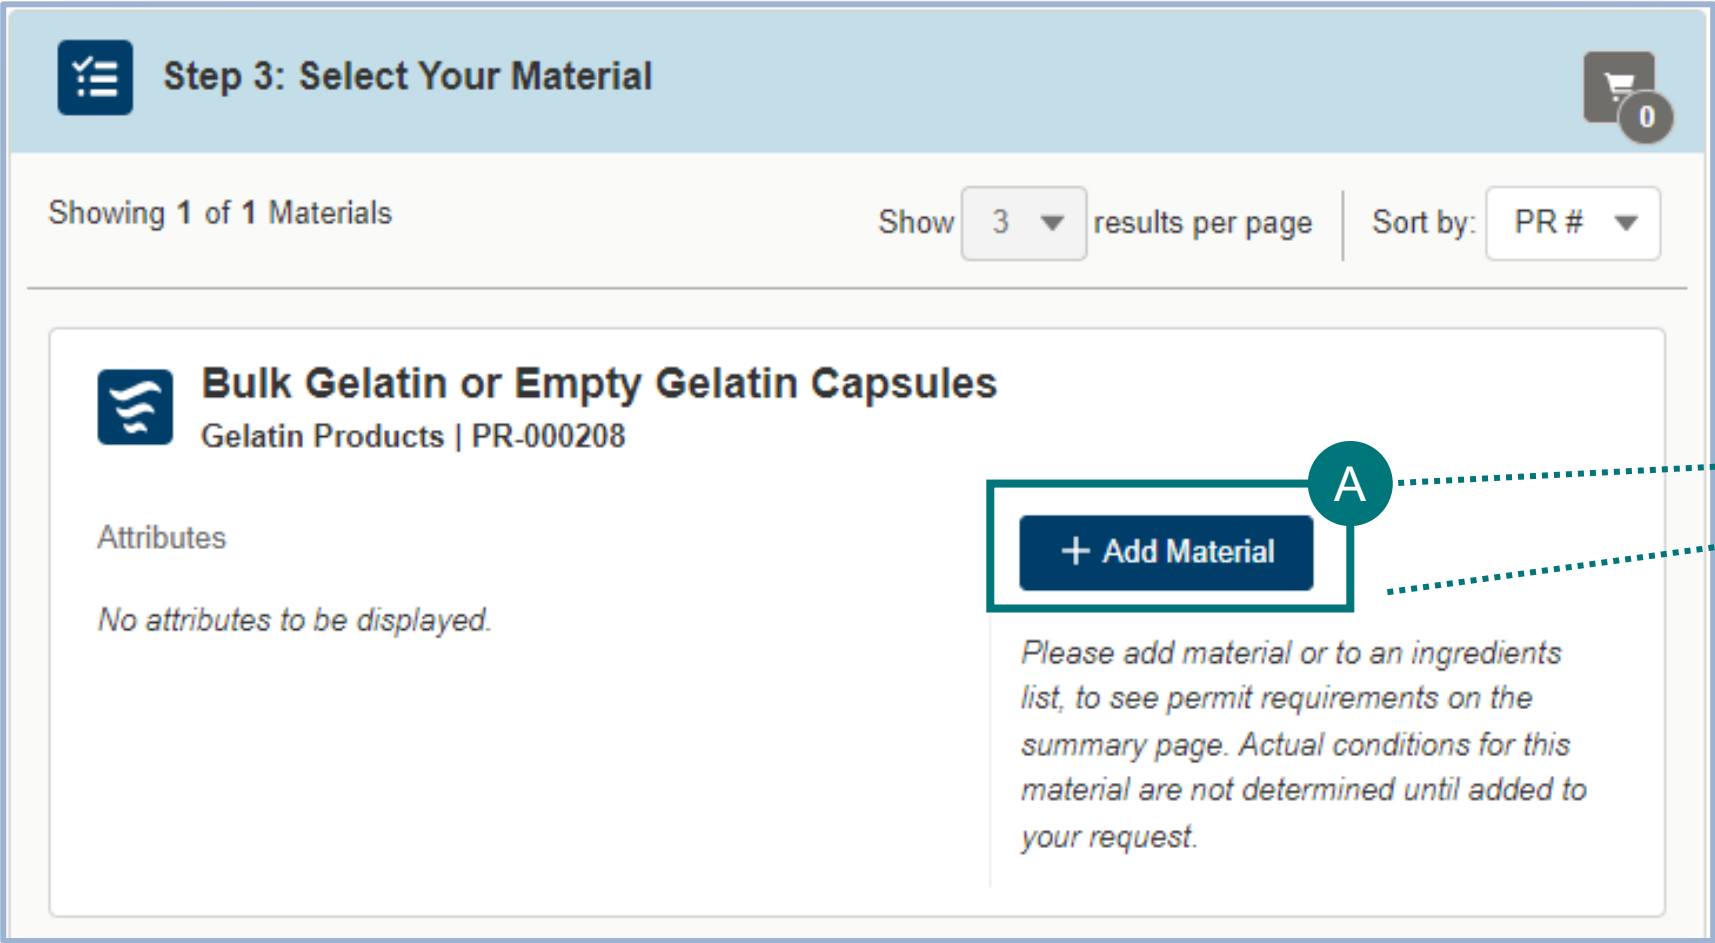 Step 3: Select Your Material
0
Showing 1 of 1 Materials
Show 3 results per page
Sort by: PR #
Bulk Gelatin or Empty Gelatin Capsules
Gelatin Products | PR-000208
A
Attributes
+ Add Material
No attributes to be displayed.
Please add material or to an ingredients
list, to see permit requirements on the
summary page. Actual conditions for this
material are not determined until added to
your request.